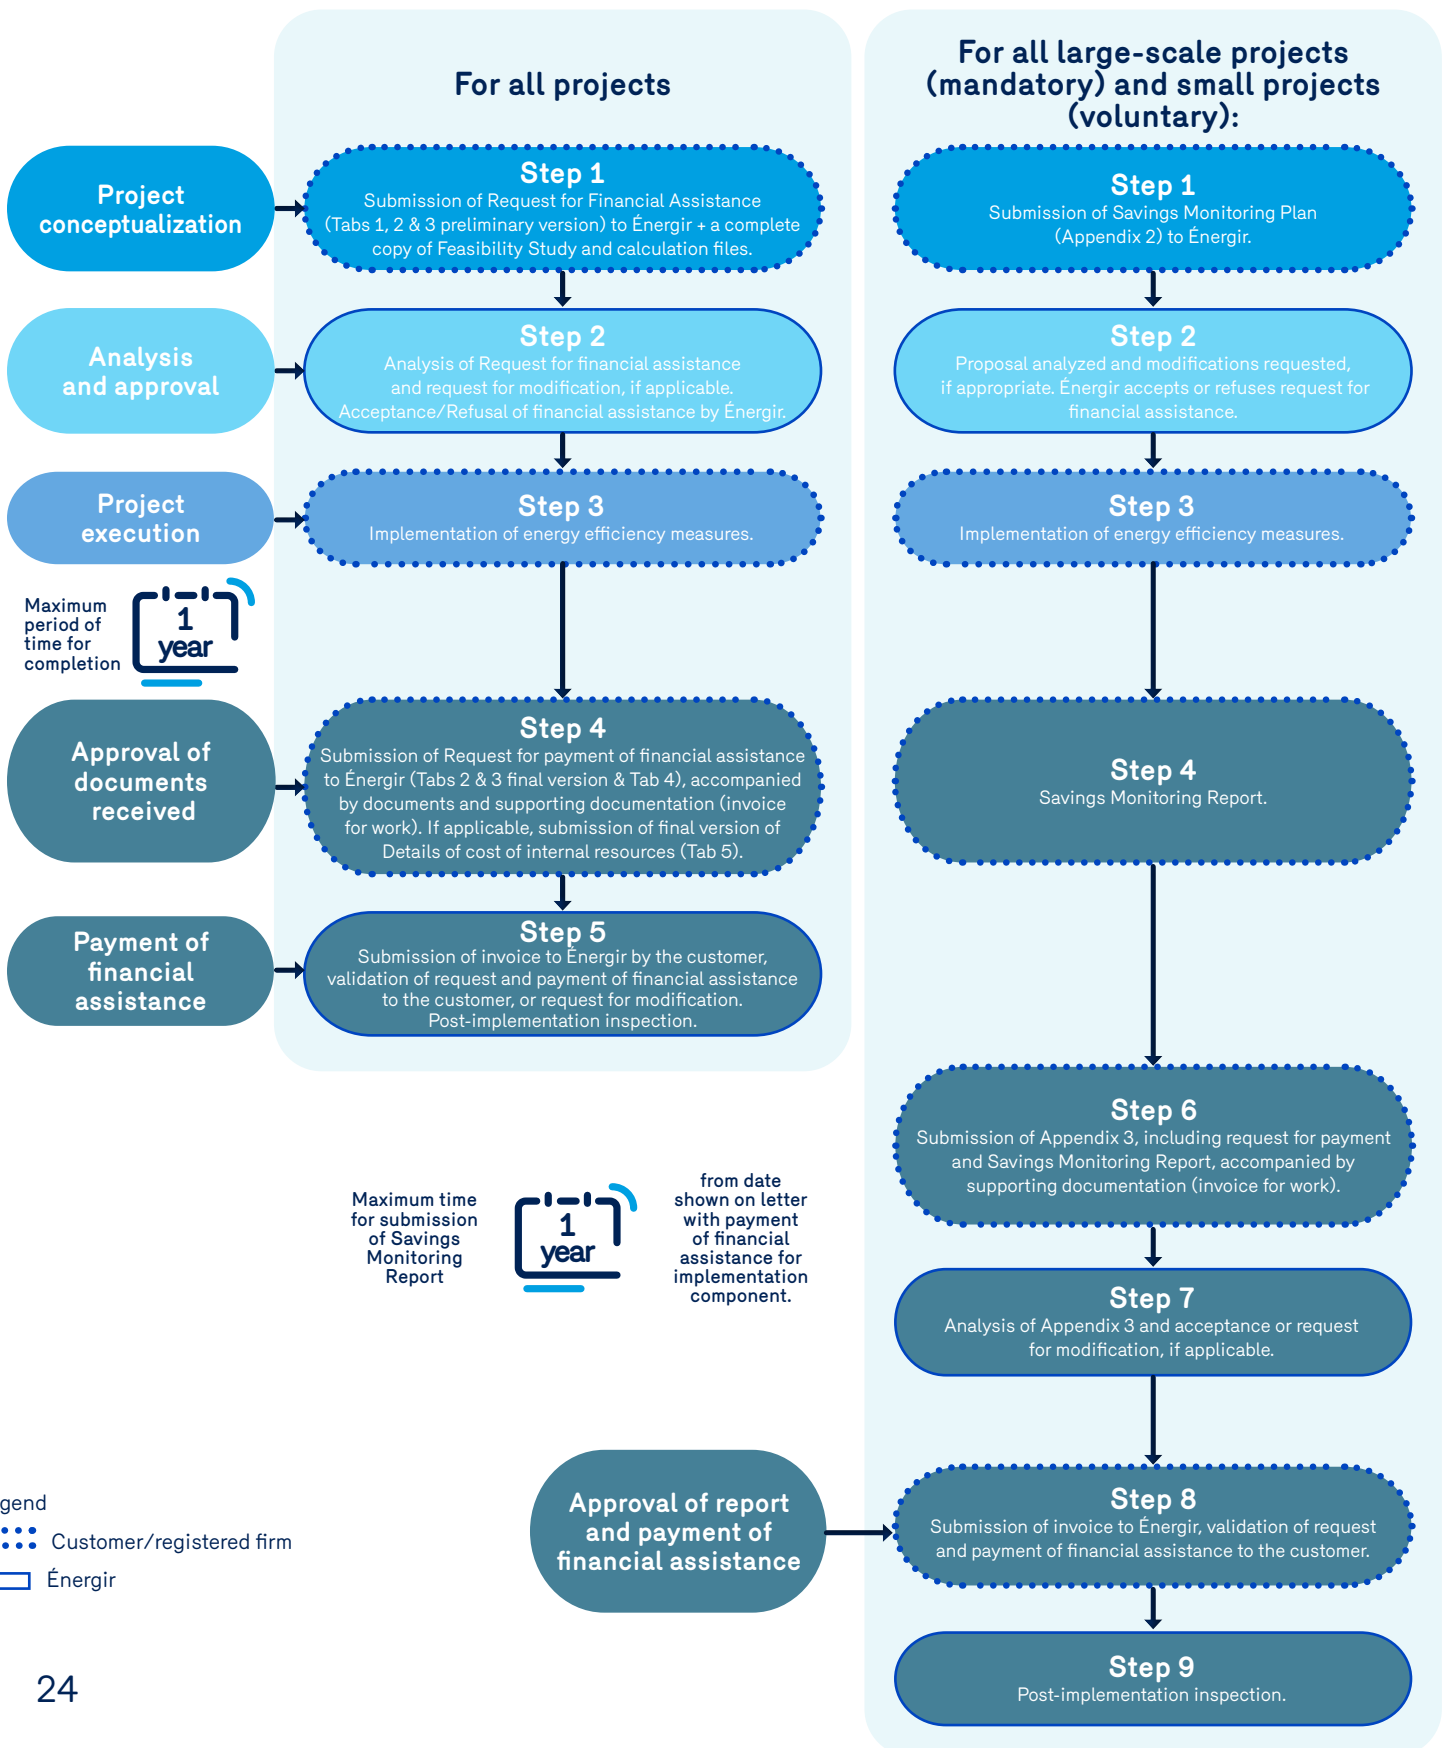 For all projects
For all large-scale projects
(mandatory) and small projects
(voluntary):
Project
conceptualization
Step 1
Submission of Request for Financial Assistance
(Tabs 1, 2 & 3 preliminary version) to Énergir + a complete
copy of Feasibility Study and calculation files.
Step 1
Submission of Savings Monitoring Plan
(Appendix 2) to Énergir.
Analysis
and approval
Step 2
Analysis of Request for financial assistance
and request for modification, if applicable.
Acceptance/Refusal of financial assistance by Énergir.
Step 2
Proposal analyzed and modifications requested,
if appropriate. Énergir accepts or refuses request for
financial assistance.
Project
execution
Step 3
Implementation of energy efficiency measures.
Step 3
Implementation of energy efficiency measures.
Maximum
period of
time for
completion
1
year
Approval of
documents
received
Step 4
Submission of Request for payment of financial assistance
to Énergir (Tabs 2 & 3 final version & Tab 4), accompanied
by documents and supporting documentation (invoice
for work). If applicable, submission of final version of
Details of cost of internal resources (Tab 5).
Step 4
Savings Monitoring Report.
Payment of
financial
assistance
Step 5
Submission of invoice to Énergir by the customer,
validation of request and payment of financial assistance
to the customer, or request for modification.
Post-implementation inspection.
Step 6
Submission of Appendix 3, including request for payment
and Savings Monitoring Report, accompanied by
supporting documentation (invoice for work).
Maximum time
for submission
of Savings
Monitoring
Report
1
year
from date
shown on letter
with payment
of financial
assistance for
implementation
component.
Step 7
Analysis of Appendix 3 and acceptance or request
for modification, if applicable.
Approval of report
and payment of
financial assistance
Step 8
Submission of invoice to Énergir, validation of request
and payment of financial assistance to the customer.
Step 9
Post-implementation inspection.
gend
Customer/registered firm
Énergir
24